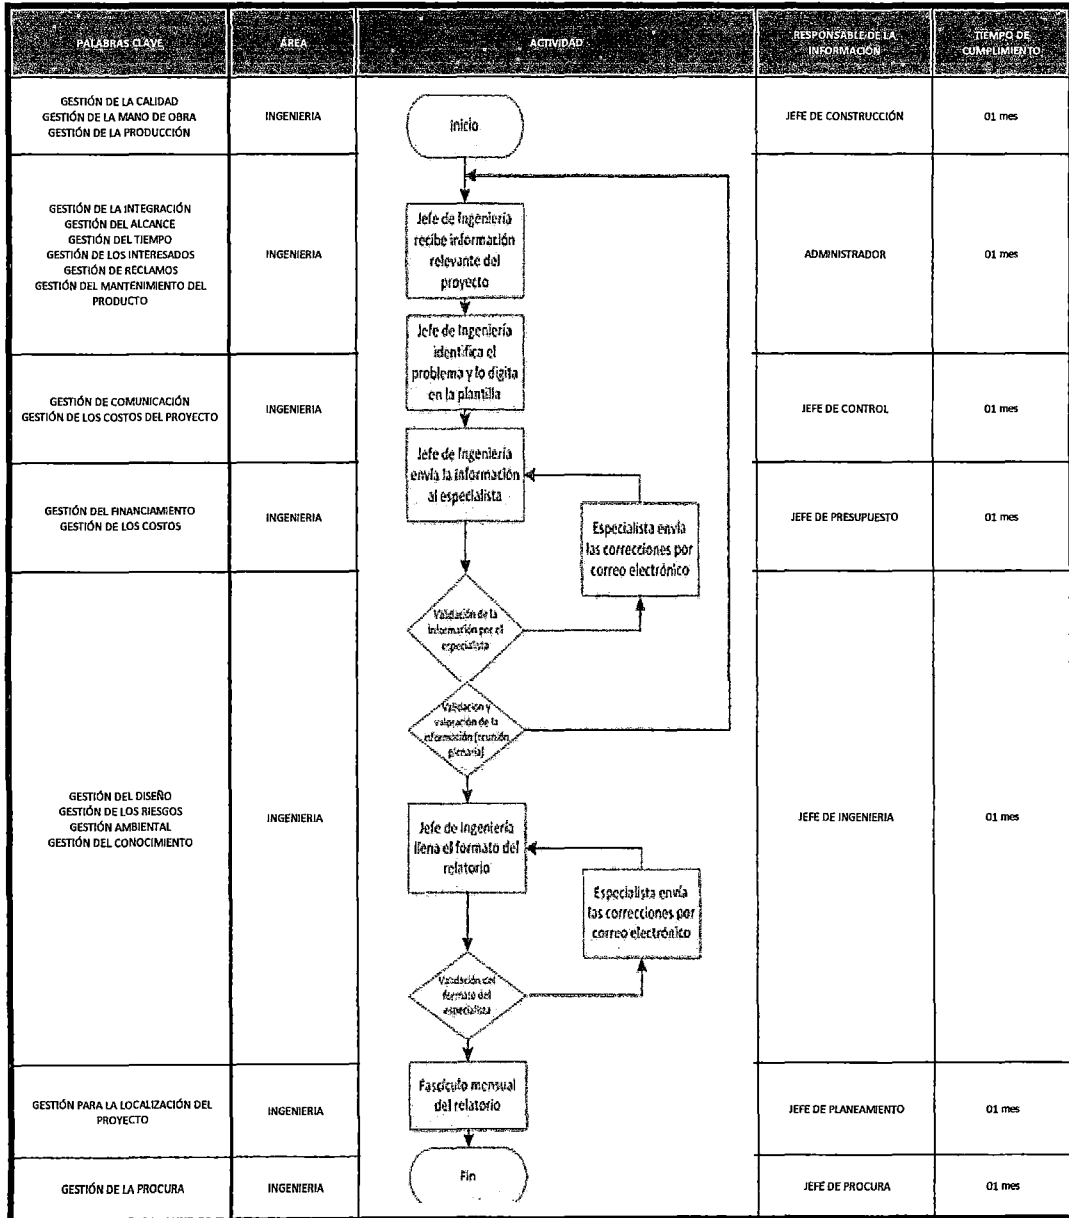 PALABRAS CLAVE
ÁREA
ACTIVIDAD
RESPONSABLE DE LA
INFORMACIÓN
TIEMPO DE
CUMPLIMIENTO
GESTIÓN DE LA CALIDAD
GESTIÓN DE LA MANO DE OBRA
GESTIÓN DE LA PRODUCCIÓN
INGENIERIA
JEFE DE CONSTRUCCIÓN
01 mes
GESTIÓN DE LA INTEGRACIÓN
GESTIÓN DEL ALCANCE
GESTIÓN DEL TIEMPO
GESTIÓN DE LOS INTERESADOS
GESTIÓN DE RECLAMOS
GESTIÓN DEL MANTENIMIENTO DEL
PRODUCTO
INGENIERIA
ADMINISTRADOR
01 mes
GESTIÓN DE COMUNICACIÓN
GESTIÓN DE LOS COSTOS DEL PROYECTO
INGENIERIA
JEFE DE CONTROL
01 mes
GESTIÓN DEL FINANCIAMIENTO
GESTIÓN DE LOS COSTOS
INGENIERIA
JEFE DE PRESUPUESTO
01 mes
GESTIÓN DEL DISEÑO
GESTIÓN DE LOS RIESGOS
GESTIÓN AMBIENTAL
GESTIÓN DEL CONOCIMIENTO
INGENIERIA
JEFE DE INGENIERIA
01 mes
GESTIÓN PARA LA LOCALIZACIÓN DEL
PROYECTO
INGENIERIA
JEFE DE PLANEAMIENTO
01 mes
GESTIÓN DE LA PROCURA
INGENIERIA
JEFE DE PROCURA
01 mes
Inicio
Jefe de Ingeniería
recibe información
relevante del
proyecto
Jefe de Ingeniería
identifica el
problema y lo digita
en la plantilla
Jefe de Ingeniería
envía la información
al especialista
Especialista envía
las correcciones por
correo electrónico
Validación de la
información por el
especialista
Validación y
valoración de la
información (reunión
plenaria)
Jefe de Ingeniería
llena el formato del
relatorio
Especialista envía
las correcciones por
correo electrónico
Validación del
formato del
especialista
Fascículo mensual
del relatorio
Fin